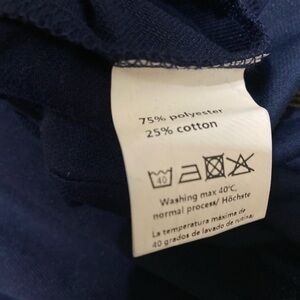 75% polyester
25% cotton
40
Washing max 40°C,
normal process/ Höchste
La temperatura máxima de
40 grados de lavado de rutina/